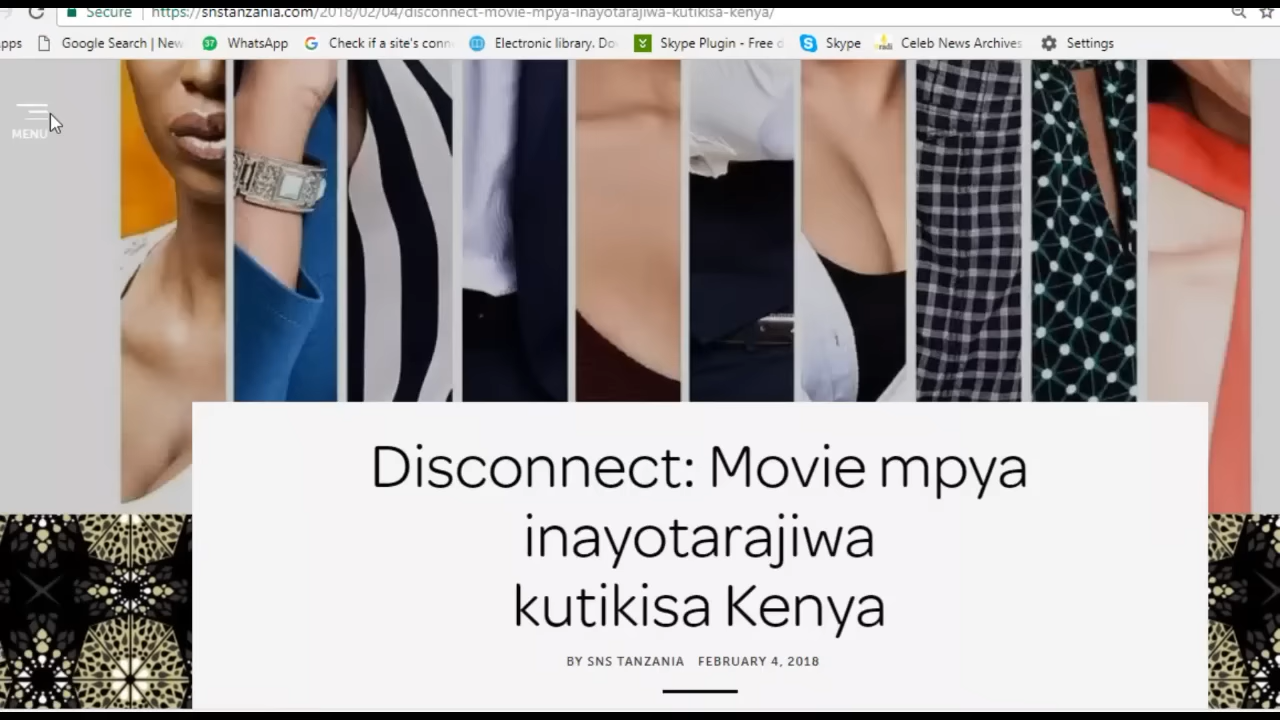 Secure https://snstanzania.com/2018/02/04/disconnect-movie-mpya-inayotarajiwa-kutikisa-kenya/
pps Google Search | New 37 WhatsApp Check if a site's conn Electronic library. Do Skype Plugin - Free d Skype Celeb News Archives Settings
MENU
Disconnect: Movie mpya
inayotarajiwa
kutikisa Kenya
BY SNS TANZANIA FEBRUARY 4, 2018